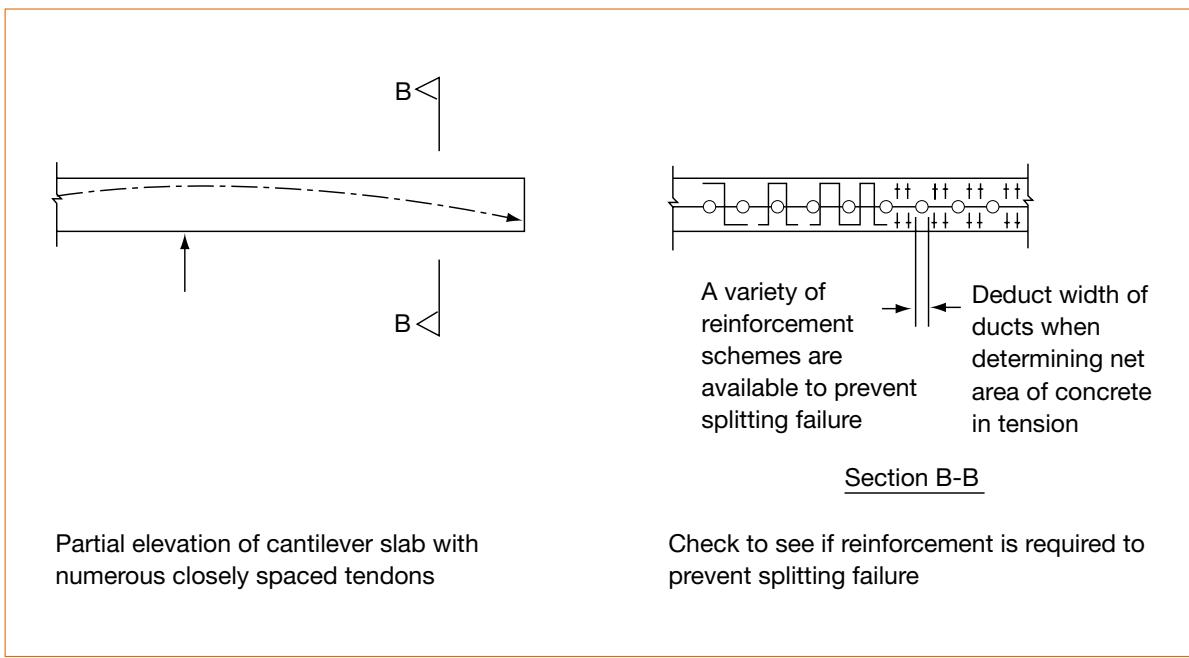 B
B
Partial elevation of cantilever slab with
numerous closely spaced tendons
A variety of
reinforcement
schemes are
available to prevent
splitting failure
Deduct width of
ducts when
determining net
area of concrete
in tension
Section B-B
Check to see if reinforcement is required to
prevent splitting failure